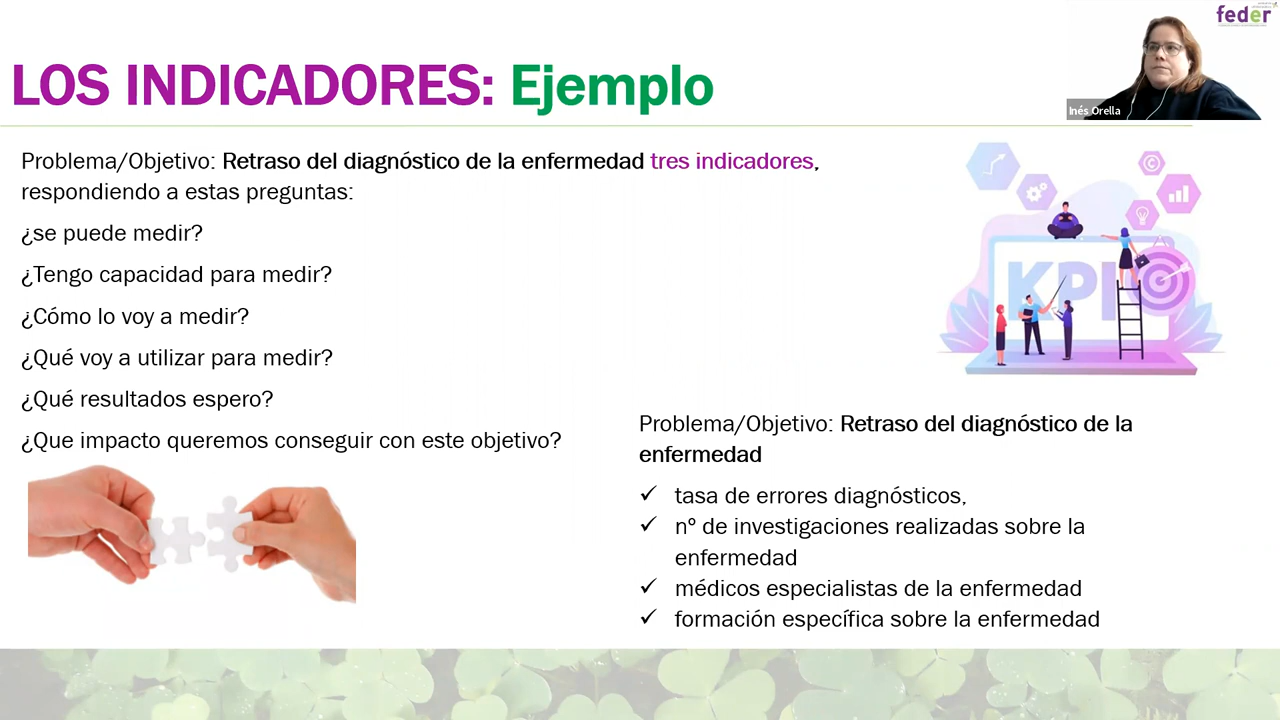 feder
LOS INDICADORES: Ejemplo
Inés Orella
Problema/Objetivo: Retraso del diagnóstico de la enfermedad tres indicadores,
respondiendo a estas preguntas:
¿se puede medir?
¿Tengo capacidad para medir?
¿Cómo lo voy a medir?
¿Qué voy a utilizar para medir?
¿Qué resultados espero?
¿Que impacto queremos conseguir con este objetivo?
KPI
Problema/Objetivo: Retraso del diagnóstico de la
enfermedad
✓ tasa de errores diagnósticos,
✓ nº de investigaciones realizadas sobre la
enfermedad
✓ médicos especialistas de la enfermedad
✓ formación específica sobre la enfermedad